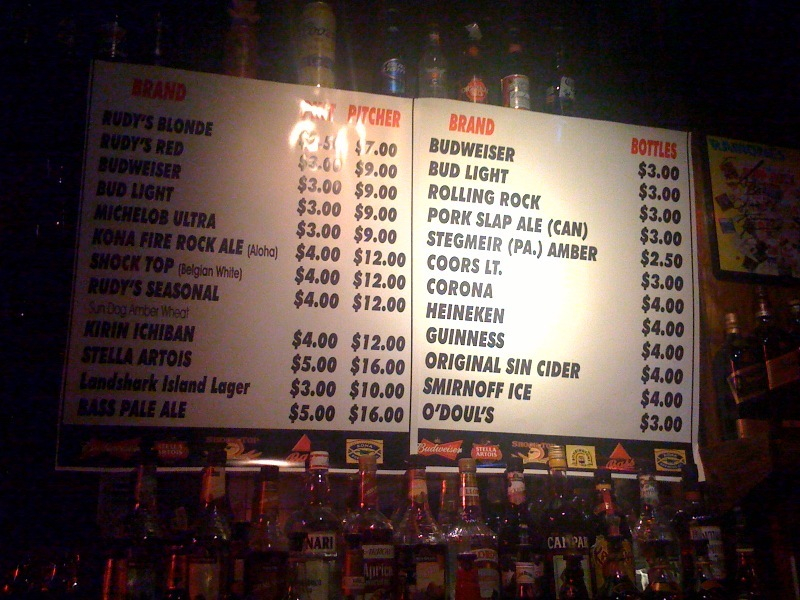 BRAND PITCHER
RUDY'S BLONDE $7.00
RUDY'S RED $3.00 $9.00
BUDWEISER $3.00 $9.00
BUD LIGHT $3.00 $9.00
MICHELOB ULTRA $3.00 $9.00
KONA FIRE ROCK ALE (Aloha) $4.00 $12.00
SHOCK TOP (Belgian White) $4.00 $12.00
RUDY'S SEASONAL $4.00 $12.00
Sun Dog Amber Wheat
KIRIN ICHIBAN $4.00 $12.00
STELLA ARTOIS $5.00 $16.00
Landshark Island Lager $3.00 $10.00
BASS PALE ALE $5.00 $16.00
BRAND BOTTLES
BUDWEISER $3.00
BUD LIGHT $3.00
ROLLING ROCK $3.00
PORK SLAP ALE (CAN) $3.00
STEGMEIR (PA.) AMBER $2.50
COORS LT. $3.00
CORONA $4.00
HEINEKEN $4.00
GUINNESS $4.00
ORIGINAL SIN CIDER $4.00
SMIRNOFF ICE $4.00
O'DOUL'S $3.00
Budweiser
STELLA ARTOIS
RAMONES
CAMPARI